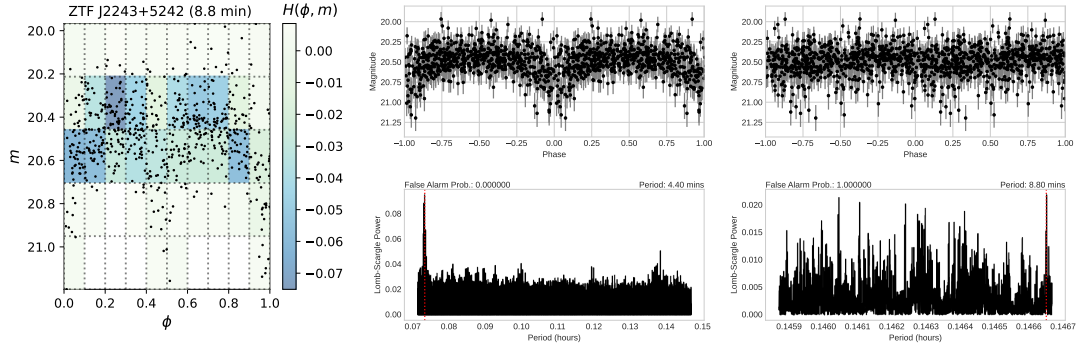 ZTF J2243+5242 (8.8 min)
H(ϕ, m)
20.0
20.2
20.4
20.6
20.8
21.0
m
0.0 0.2 0.4 0.6 0.8 1.0
ϕ
0.00
−0.01
−0.02
−0.03
−0.04
−0.05
−0.06
−0.07
20.00
20.25
20.50
20.75
21.00
21.25
Magnitude
−1.00 −0.75 −0.50 −0.25 0.00 0.25 0.50 0.75 1.00
Phase
20.00
20.25
20.50
20.75
21.00
21.25
Magnitude
−1.00 −0.75 −0.50 −0.25 0.00 0.25 0.50 0.75 1.00
Phase
False Alarm Prob.: 0.000000 Period: 4.40 mins
0.08
0.06
0.04
0.02
0.00
Lomb-Scargle Power
0.07 0.08 0.09 0.10 0.11 0.12 0.13 0.14 0.15
Period (hours)
False Alarm Prob.: 1.000000 Period: 8.80 mins
0.020
0.015
0.010
0.005
0.000
Lomb-Scargle Power
0.1459 0.1460 0.1461 0.1462 0.1463 0.1464 0.1465 0.1466 0.1467
Period (hours)